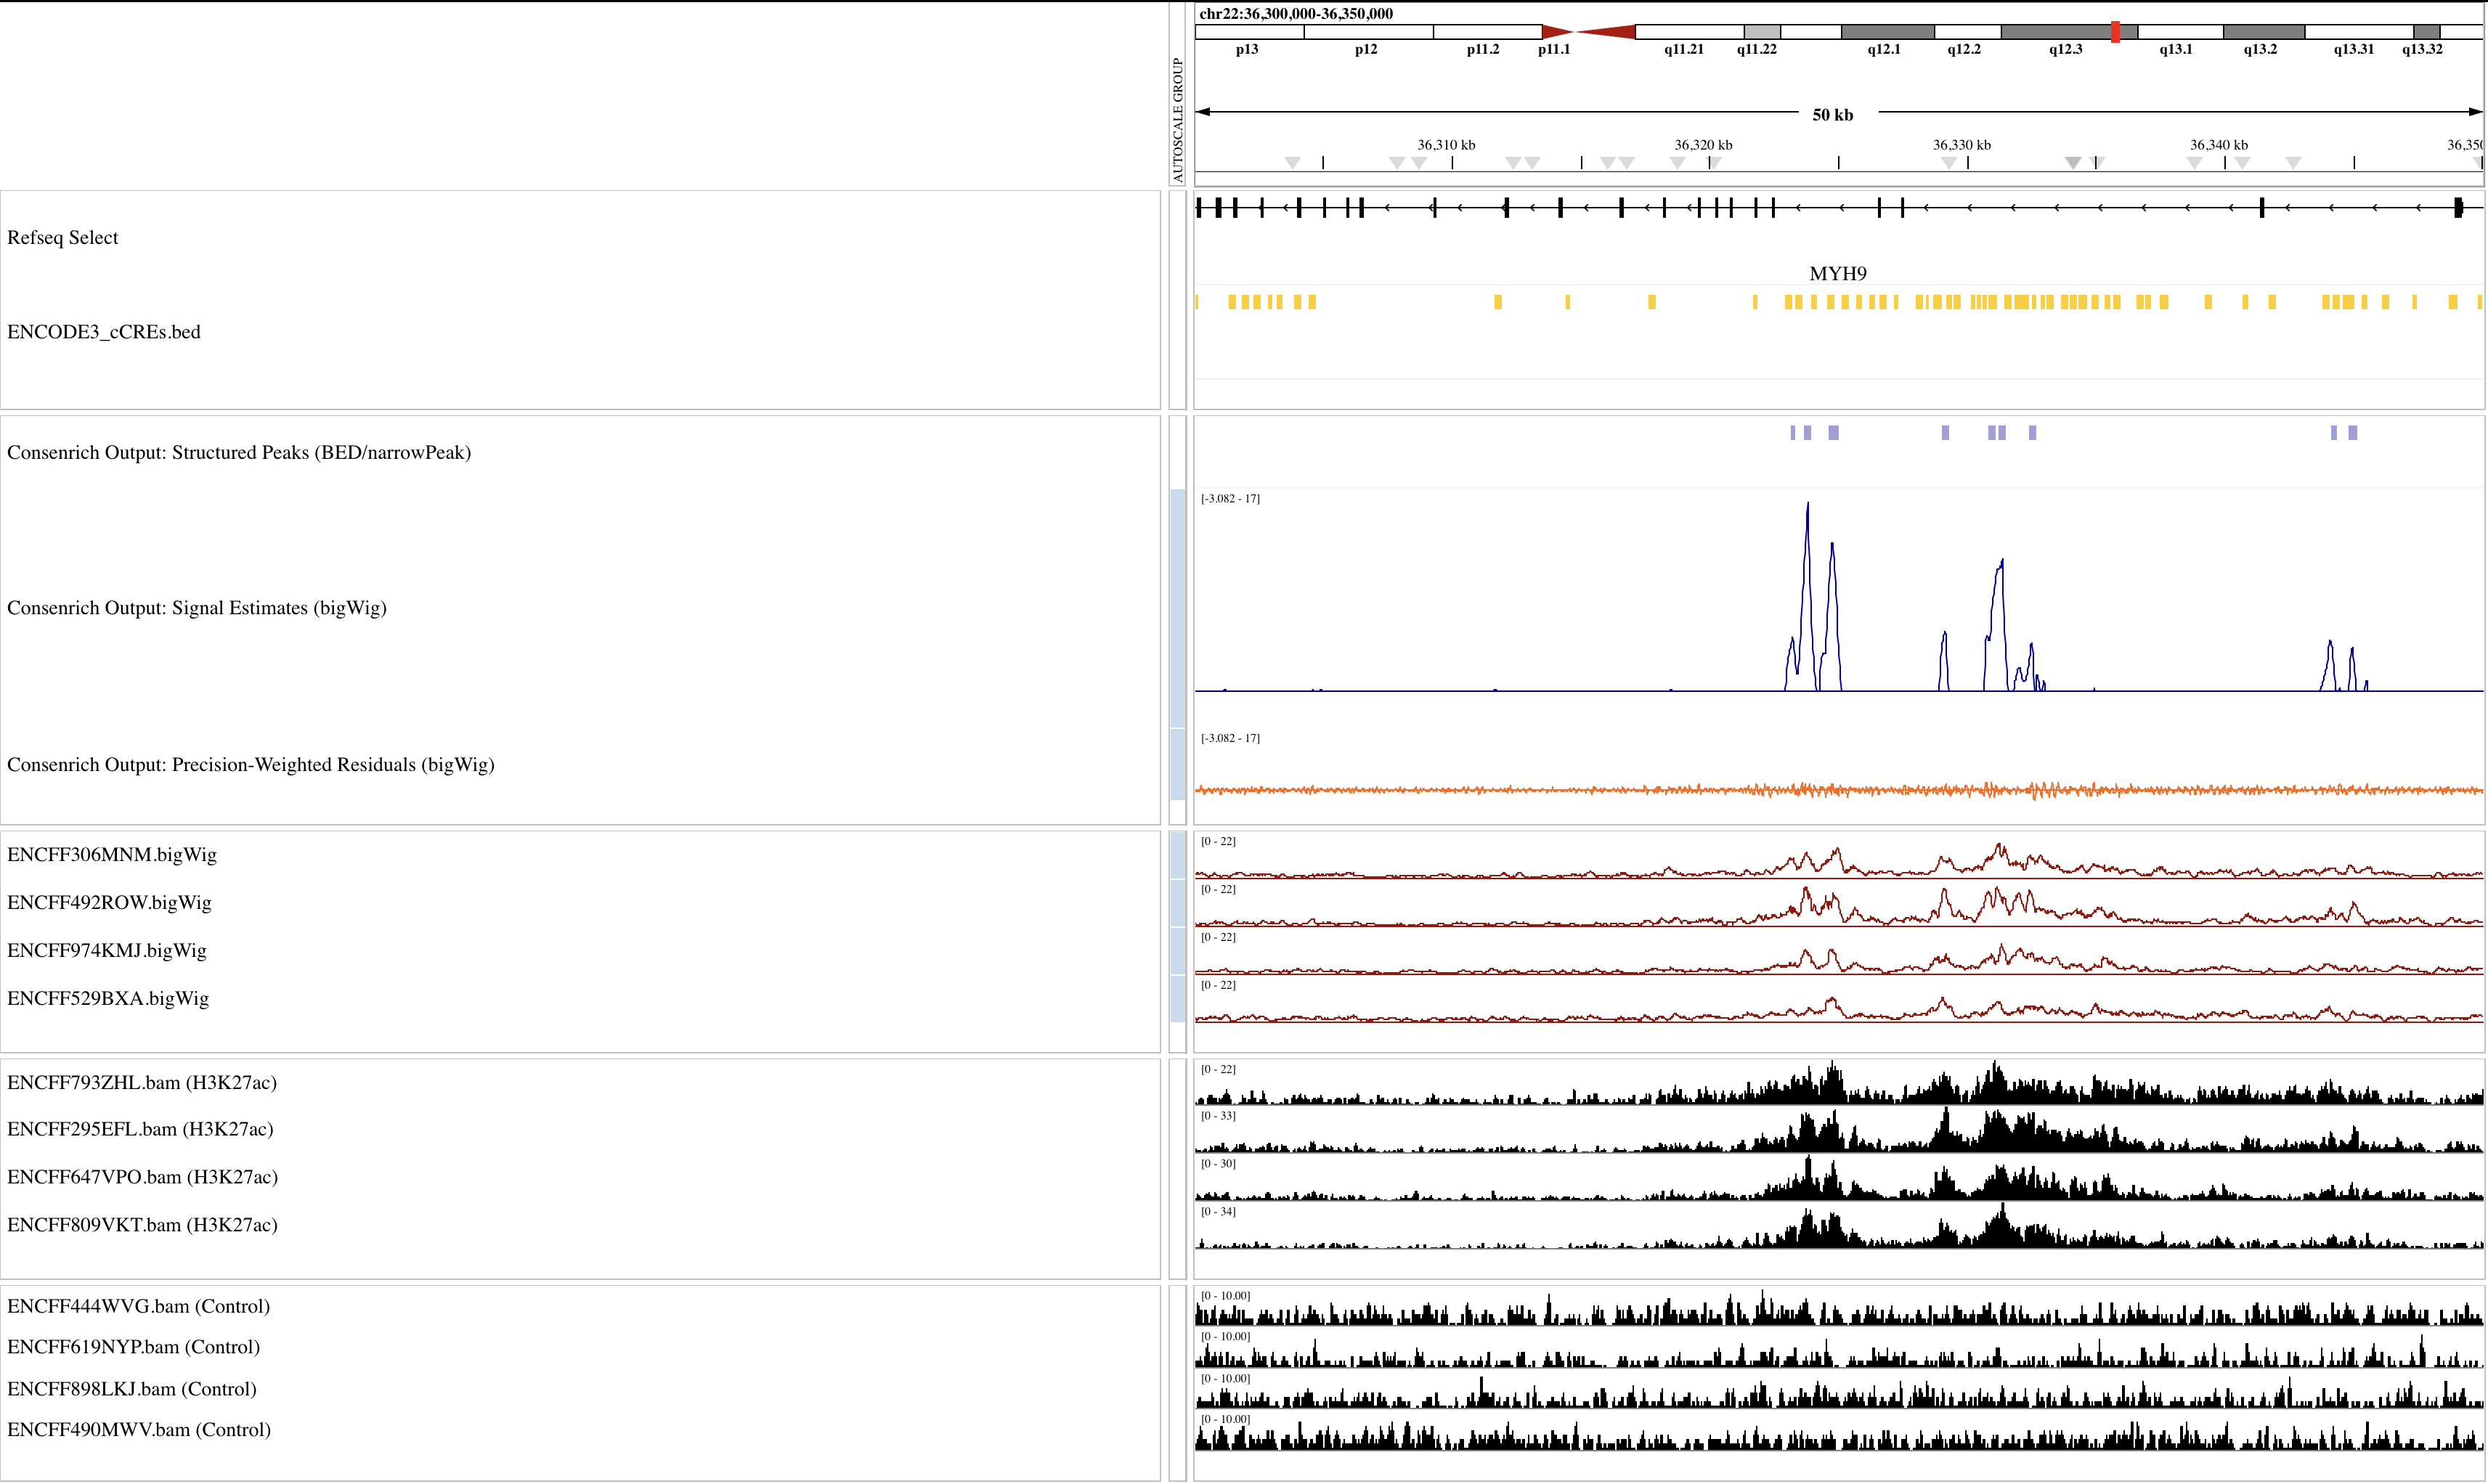 chr22:36,300,000-36,350,000
p13 p12 p11.2 p11.1 q11.21 q11.22 q12.1 q12.2 q12.3 q13.1 q13.2 q13.31 q13.32
AUTOSCALE GROUP
50 kb
36,310 kb 36,320 kb 36,330 kb 36,340 kb 36,350
Refseq Select
MYH9
ENCODE3_cCREs.bed
Consenrich Output: Structured Peaks (BED/narrowPeak)
[-3.082 - 17]
Consenrich Output: Signal Estimates (bigWig)
[-3.082 - 17]
Consenrich Output: Precision-Weighted Residuals (bigWig)
[0 - 22]
ENCFF306MNM.bigWig
[0 - 22]
ENCFF492ROW.bigWig
[0 - 22]
ENCFF974KMJ.bigWig
[0 - 22]
ENCFF529BXA.bigWig
[0 - 22]
ENCFF793ZHL.bam (H3K27ac)
[0 - 33]
ENCFF295EFL.bam (H3K27ac)
[0 - 30]
ENCFF647VPO.bam (H3K27ac)
[0 - 34]
ENCFF809VKT.bam (H3K27ac)
[0 - 10.00]
ENCFF444WVG.bam (Control)
[0 - 10.00]
ENCFF619NYP.bam (Control)
[0 - 10.00]
ENCFF898LKJ.bam (Control)
[0 - 10.00]
ENCFF490MWV.bam (Control)